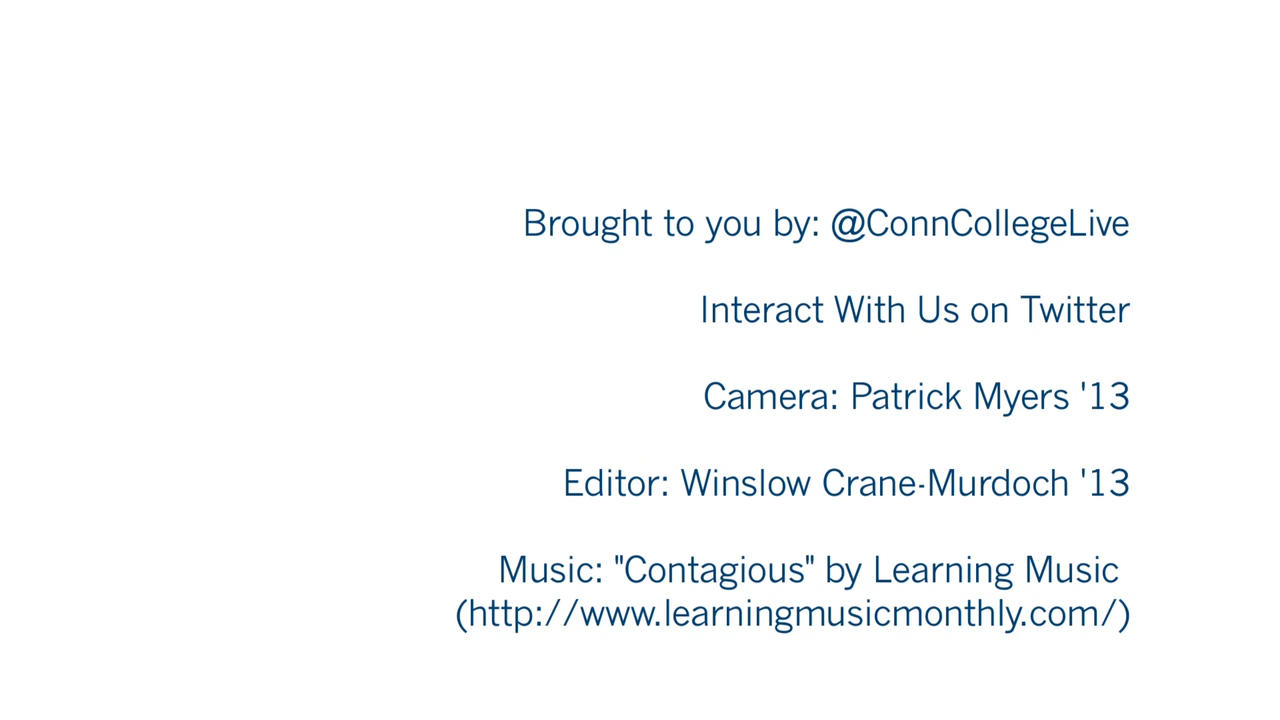 Brought to you by: @ConnCollegeLive
Interact With Us on Twitter
Camera: Patrick Myers '13
Editor: Winslow Crane-Murdoch '13
Music: "Contagious" by Learning Music
(http://www.learningmusicmonthly.com/)